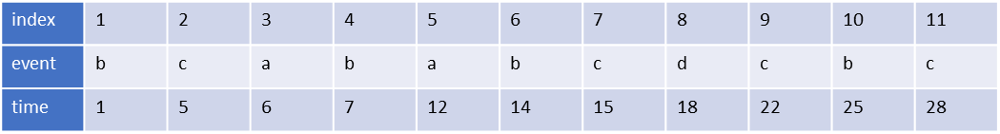 index 1 2 3 4 5 6 7 8 9 10 11
event b c a b a b c d c b c
time 1 5 6 7 12 14 15 18 22 25 28